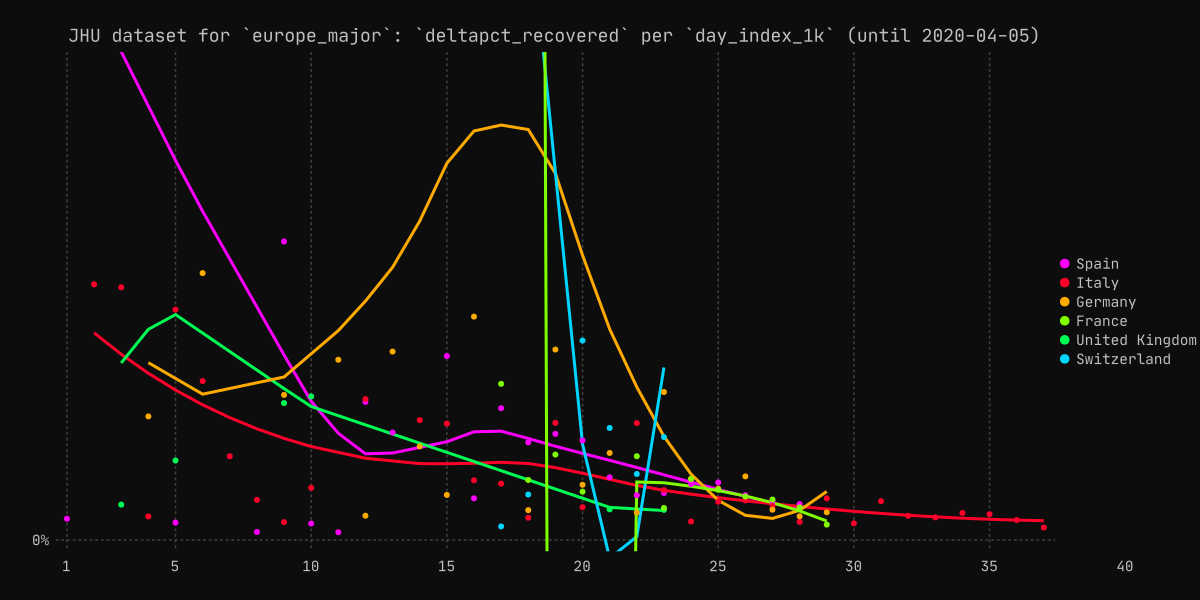 JHU dataset for `europe_major`: `deltapct_recovered` per `day_index_1k` (until 2020-04-05)
Spain
Italy
Germany
France
United Kingdom
Switzerland
0%
1 5 10 15 20 25 30 35 40